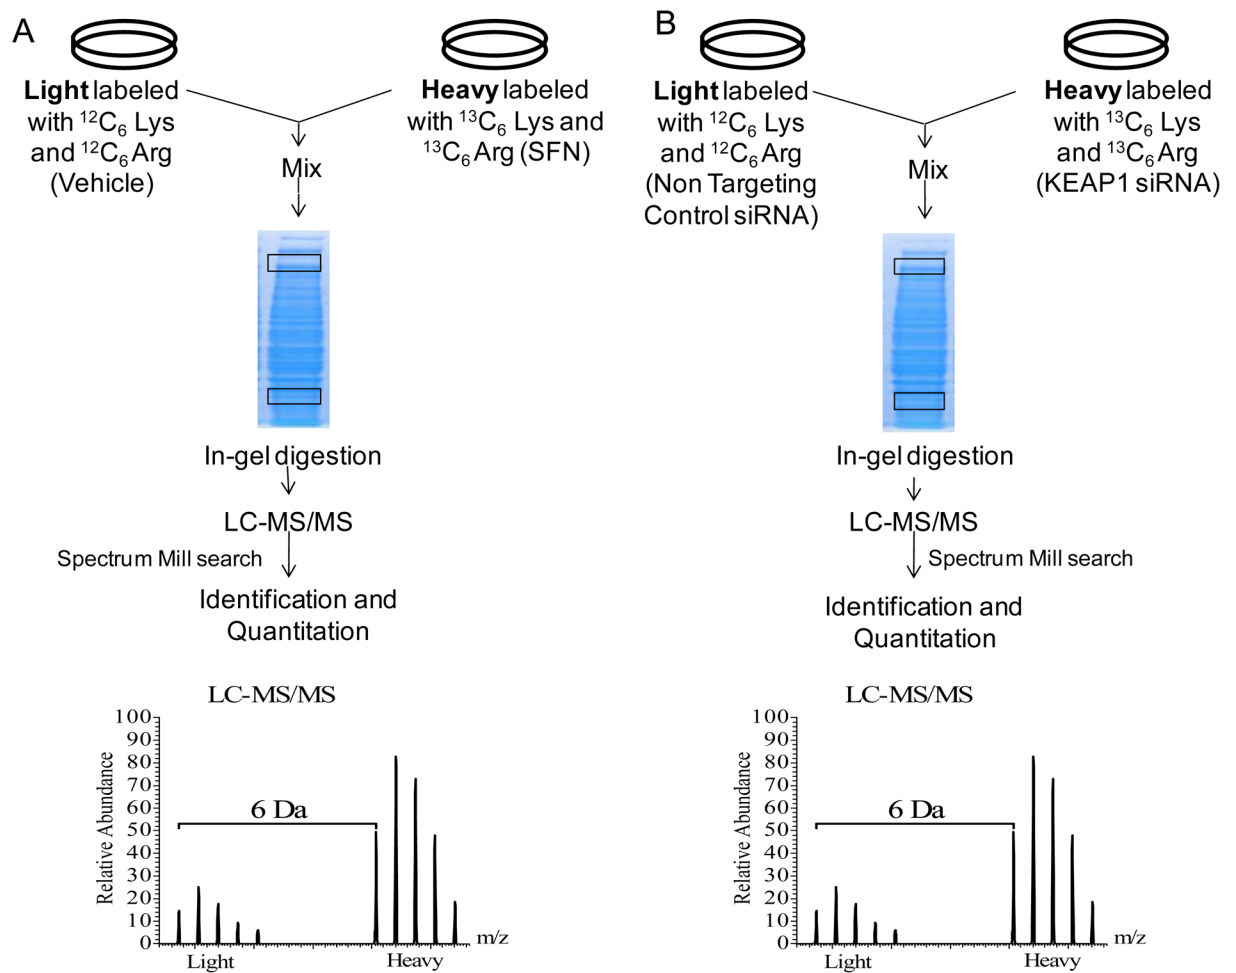 A
Light labeled
with ¹²C₆ Lys
and ¹²C₆ Arg
(Vehicle)
Heavy labeled
with ¹³C₆ Lys and
¹³C₆ Arg (SFN)
Mix
In-gel digestion
LC-MS/MS
Spectrum Mill search
Identification and
Quantitation
LC-MS/MS
Relative Abundance
100
90
80
70
60
50
40
30
20
10
0
6 Da
m/z
Light
Heavy
B
Light labeled
with ¹²C₆ Lys
and ¹²C₆ Arg
(Non Targeting
Control siRNA)
Heavy labeled
with ¹³C₆ Lys
and ¹³C₆ Arg
(KEAP1 siRNA)
Mix
In-gel digestion
LC-MS/MS
Spectrum Mill search
Identification and
Quantitation
LC-MS/MS
Relative Abundance
100
90
80
70
60
50
40
30
20
10
0
6 Da
m/z
Light
Heavy